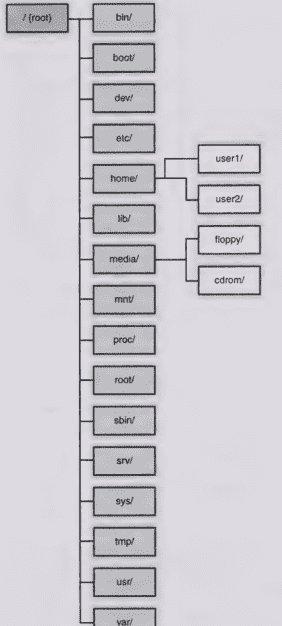 / (root)
bin/
boot/
dev/
etc/
home/
user1/
user2/
lib/
media/
floppy/
cdrom/
mnt/
proc/
root/
sbin/
srv/
sys/
tmp/
usr/
var/